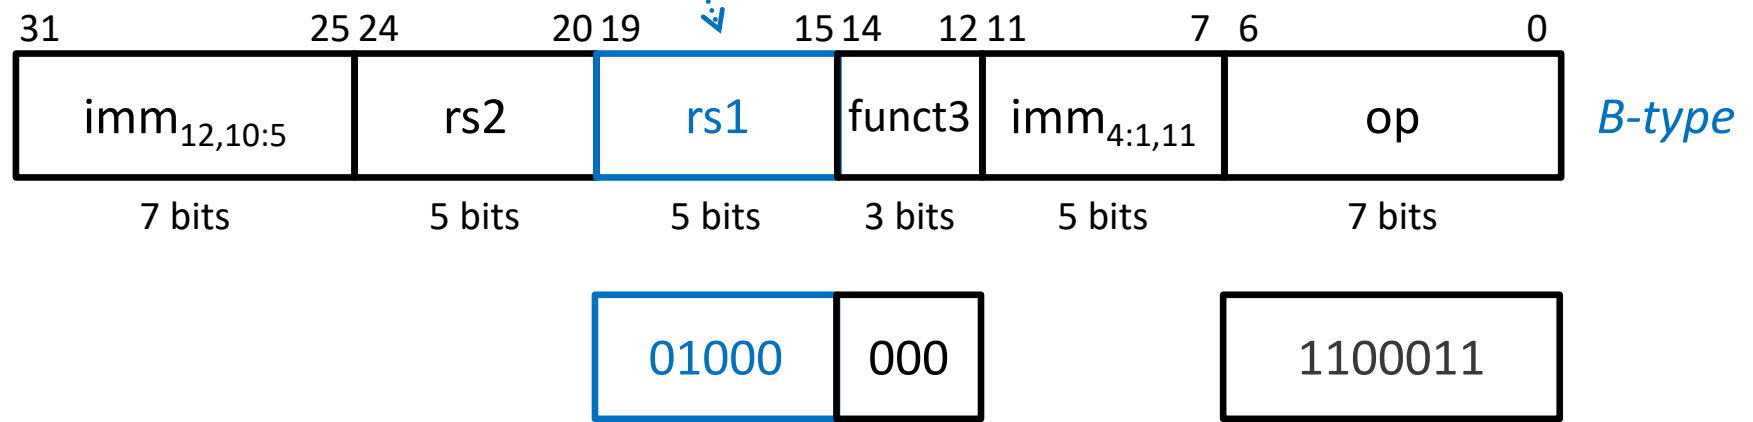 31 25 24 20 19 15 14 12 11 7 6 0
imm12,10:5 rs2 rs1 funct3 imm4:1,11 op B-type
7 bits 5 bits 5 bits 3 bits 5 bits 7 bits
01000 000 1100011